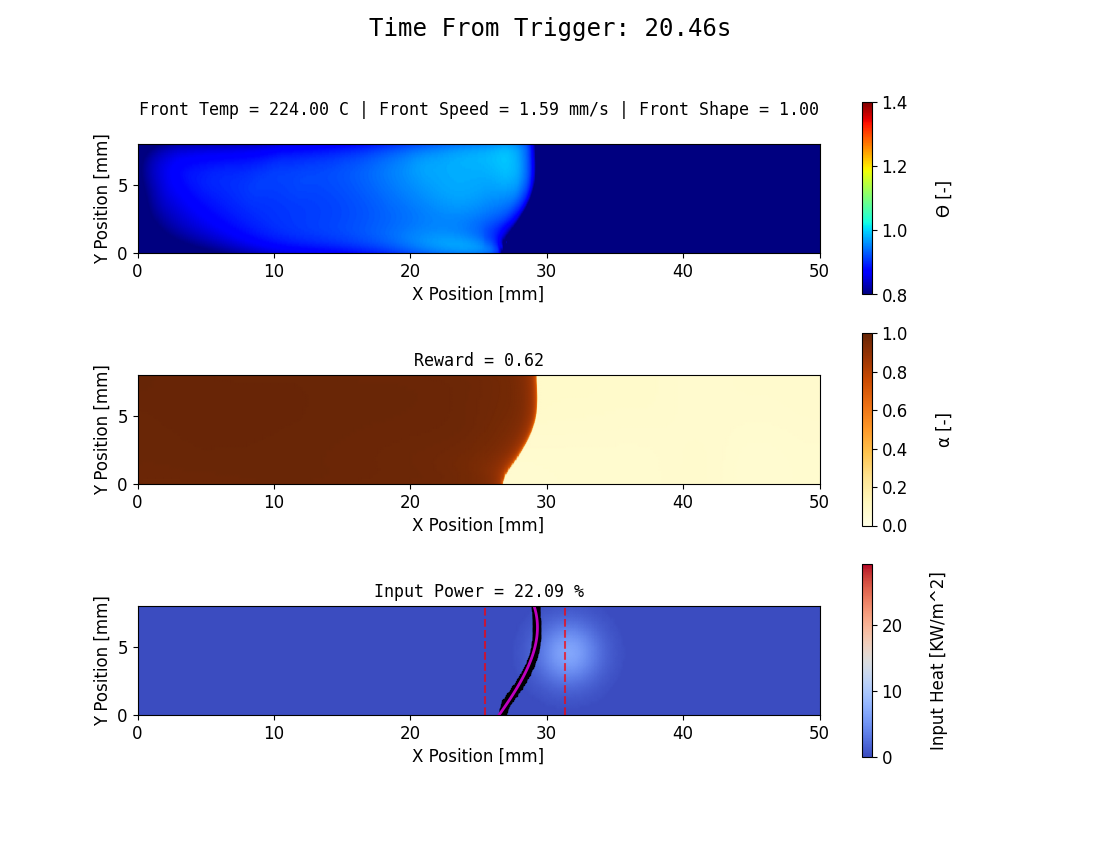 Time From Trigger: 20.46s
Front Temp = 224.00 C | Front Speed = 1.59 mm/s | Front Shape = 1.00
Y Position [mm]
5
0
0 10 20 30 40 50
X Position [mm]
1.4
1.2
1.0
0.8
Θ [-]
Reward = 0.62
Y Position [mm]
5
0
0 10 20 30 40 50
X Position [mm]
1.0
0.8
0.6
0.4
0.2
0.0
α [-]
Input Power = 22.09 %
Y Position [mm]
5
0
0 10 20 30 40 50
X Position [mm]
20
10
0
Input Heat [KW/m^2]